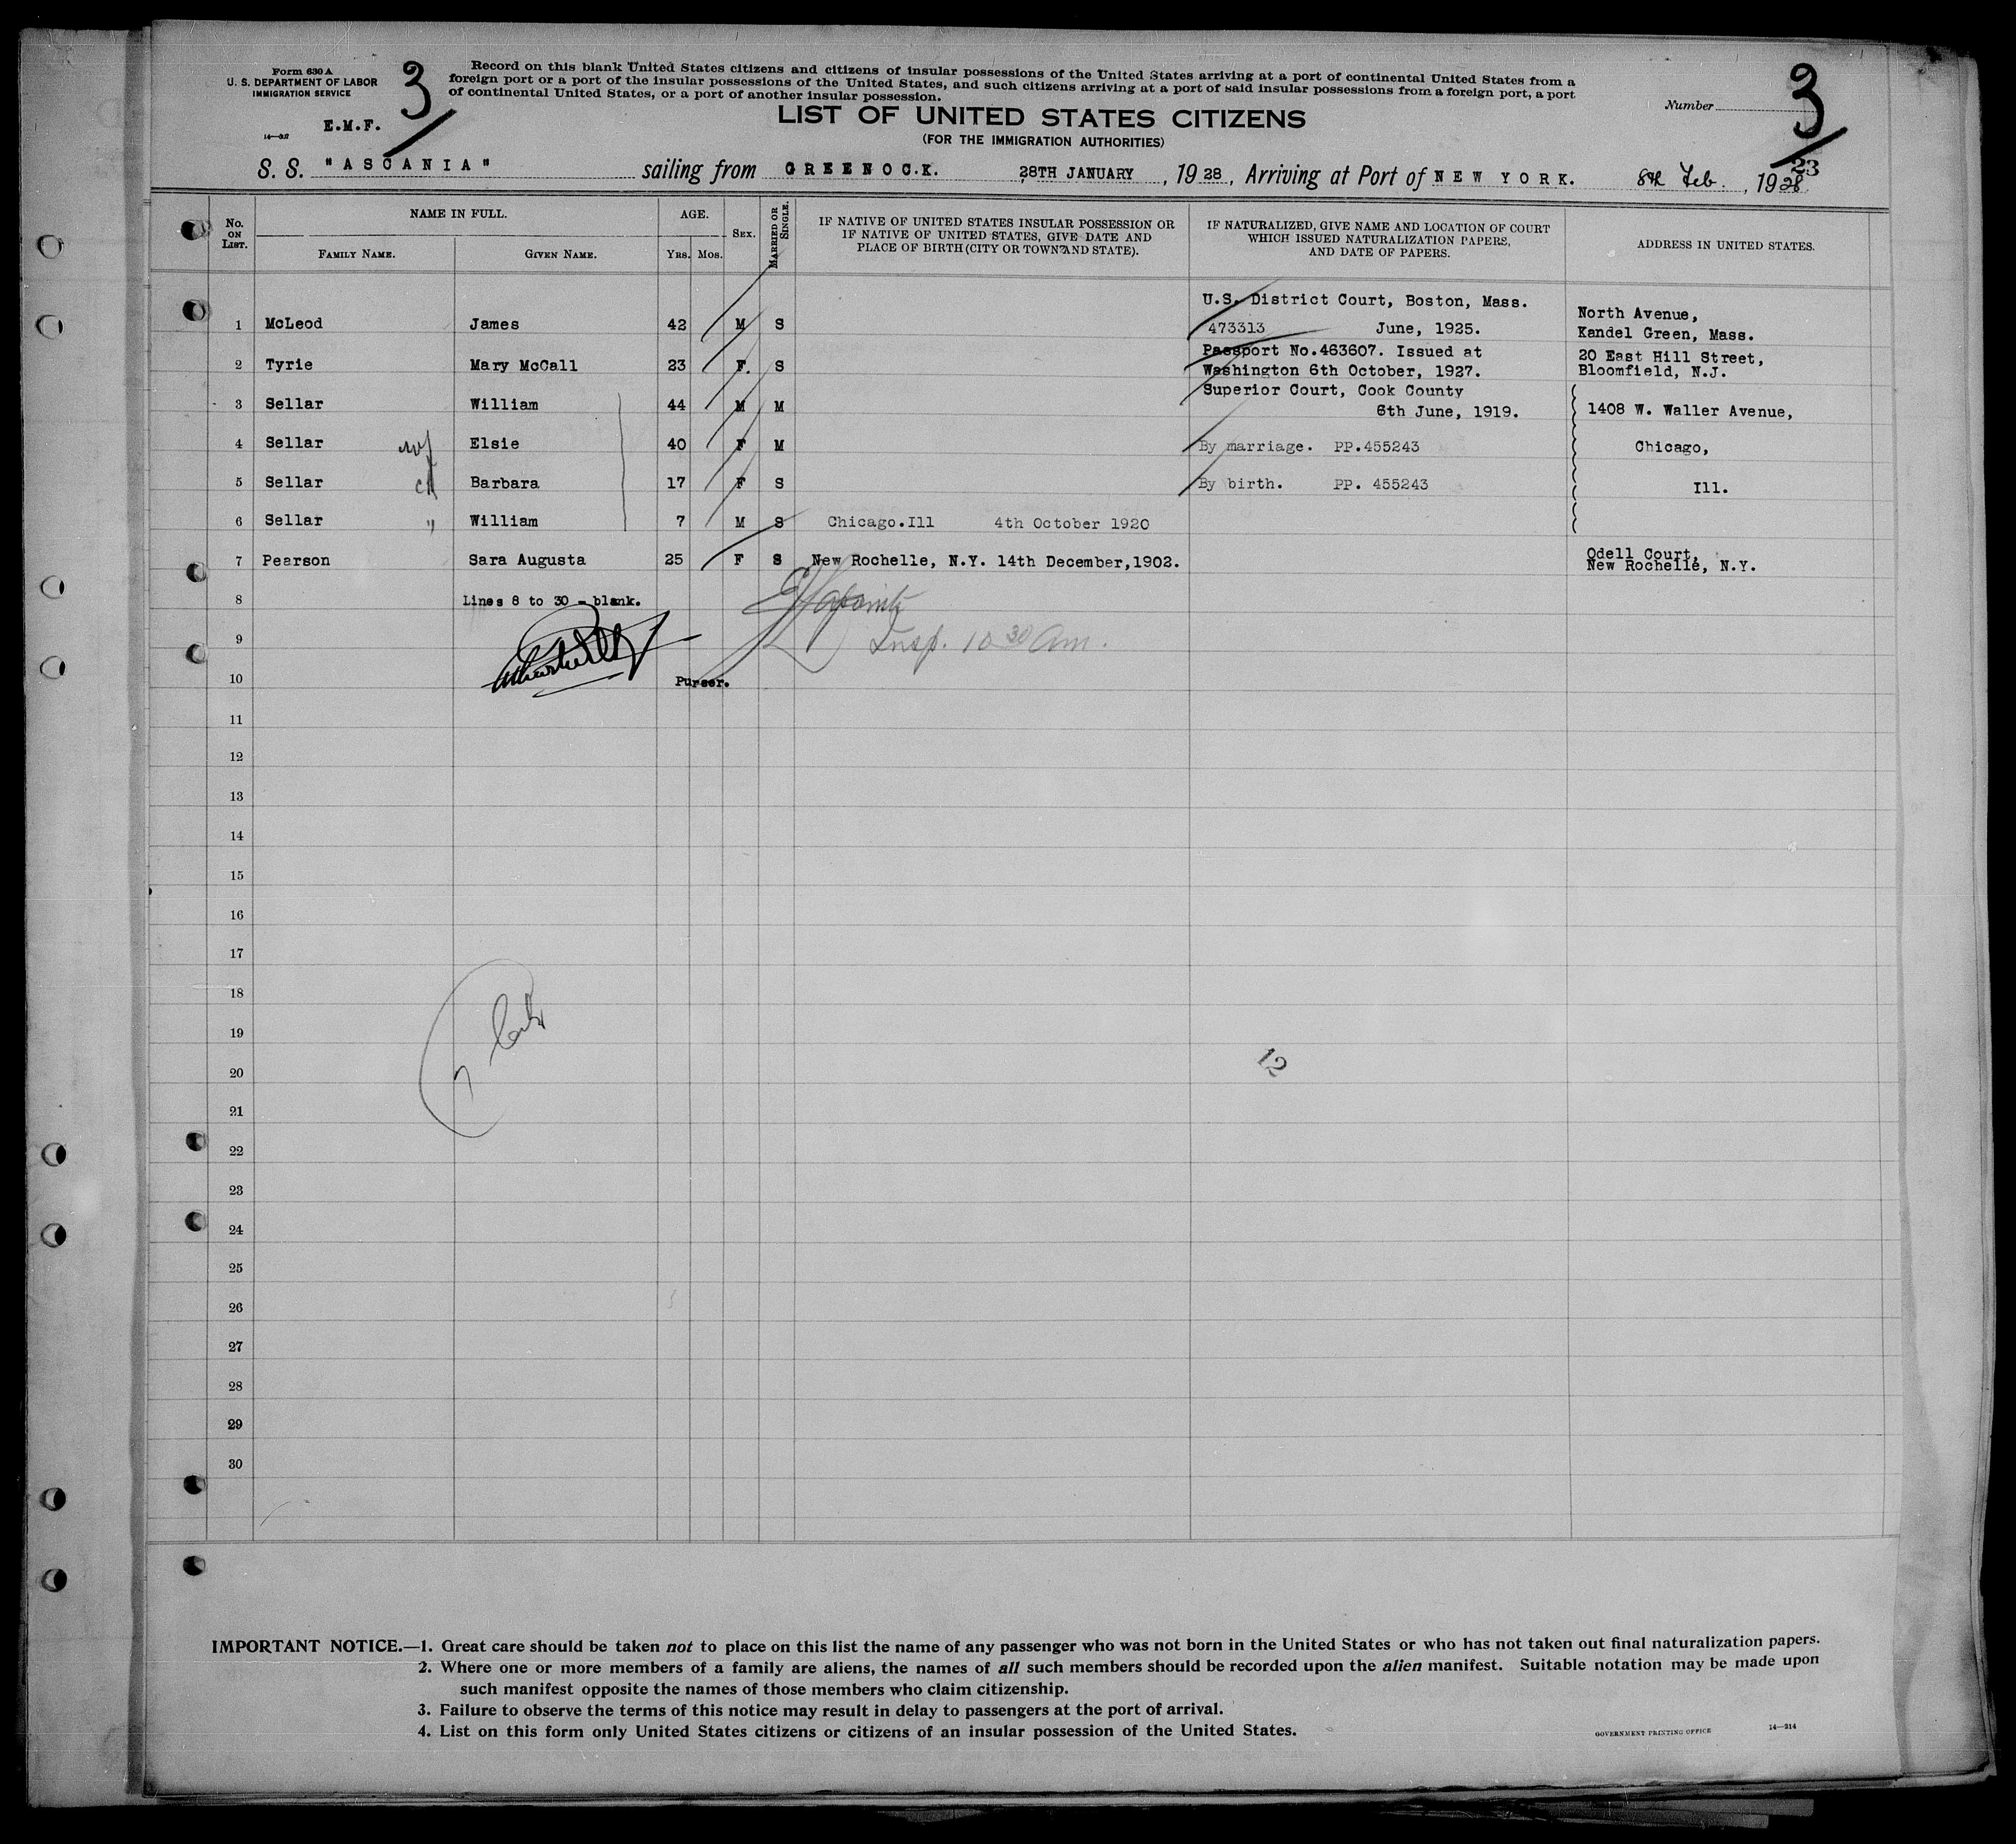 Form 630 A
U. S. DEPARTMENT OF LABOR
IMMIGRATION SERVICE
3
Record on this blank United States citizens and citizens of insular possessions of the United States arriving at a port of continental United States from a
foreign port or a port of the insular possessions of the United States, and such citizens arriving at a port of said insular possessions from a foreign port, a port
of continental United States, or a port of another insular possession.
Number 3
E.M.F.
LIST OF UNITED STATES CITIZENS
(FOR THE IMMIGRATION AUTHORITIES)
23
S. S. "ASCANIA" sailing from GREENOCK. 28TH JANUARY, 1928, Arriving at Port of NEW YORK. 8th Feb., 1928
No. ON LIST. NAME IN FULL. AGE. SEX. MARRIED OR SINGLE. IF NATIVE OF UNITED STATES INSULAR POSSESSION OR IF NATIVE OF UNITED STATES, GIVE DATE AND PLACE OF BIRTH (CITY OR TOWN AND STATE). IF NATURALIZED, GIVE NAME AND LOCATION OF COURT WHICH ISSUED NATURALIZATION PAPERS, AND DATE OF PAPERS. ADDRESS IN UNITED STATES.
FAMILY NAME. GIVEN NAME. YRS. MOS.
U.S. District Court, Boston, Mass. North Avenue,
1 McLeod James 42 M S 473313 June, 1925. Kandel Green, Mass.
Passport No.463607. Issued at 20 East Hill Street,
2 Tyrie Mary McCall 23 F. S Washington 6th October, 1927. Bloomfield, N.J.
Superior Court, Cook County
3 Sellar William 44 M M 6th June, 1919. 1408 W. Waller Avenue,
4 Sellar wf Elsie 40 F M By marriage. PP.455243 Chicago,
5 Sellar ch Barbara 17 F S By birth. PP. 455243 Ill.
6 Sellar " William 7 M S Chicago.Ill 4th October 1920
Odell Court,
7 Pearson Sara Augusta 25 F S New Rochelle, N.Y. 14th December,1902. New Rochelle, N.Y.
8 Lines 8 to 30 - blank.
9 Insp. 10 30 Am.
10 Purser.
11
12
13
14
15
16
17
18
19
20 7 12
21
22
23
24
25
26
27
28
29
30
IMPORTANT NOTICE.—1. Great care should be taken not to place on this list the name of any passenger who was not born in the United States or who has not taken out final naturalization papers.
2. Where one or more members of a family are aliens, the names of all such members should be recorded upon the alien manifest. Suitable notation may be made upon
such manifest opposite the names of those members who claim citizenship.
3. Failure to observe the terms of this notice may result in delay to passengers at the port of arrival.
4. List on this form only United States citizens or citizens of an insular possession of the United States.
GOVERNMENT PRINTING OFFICE 14—214